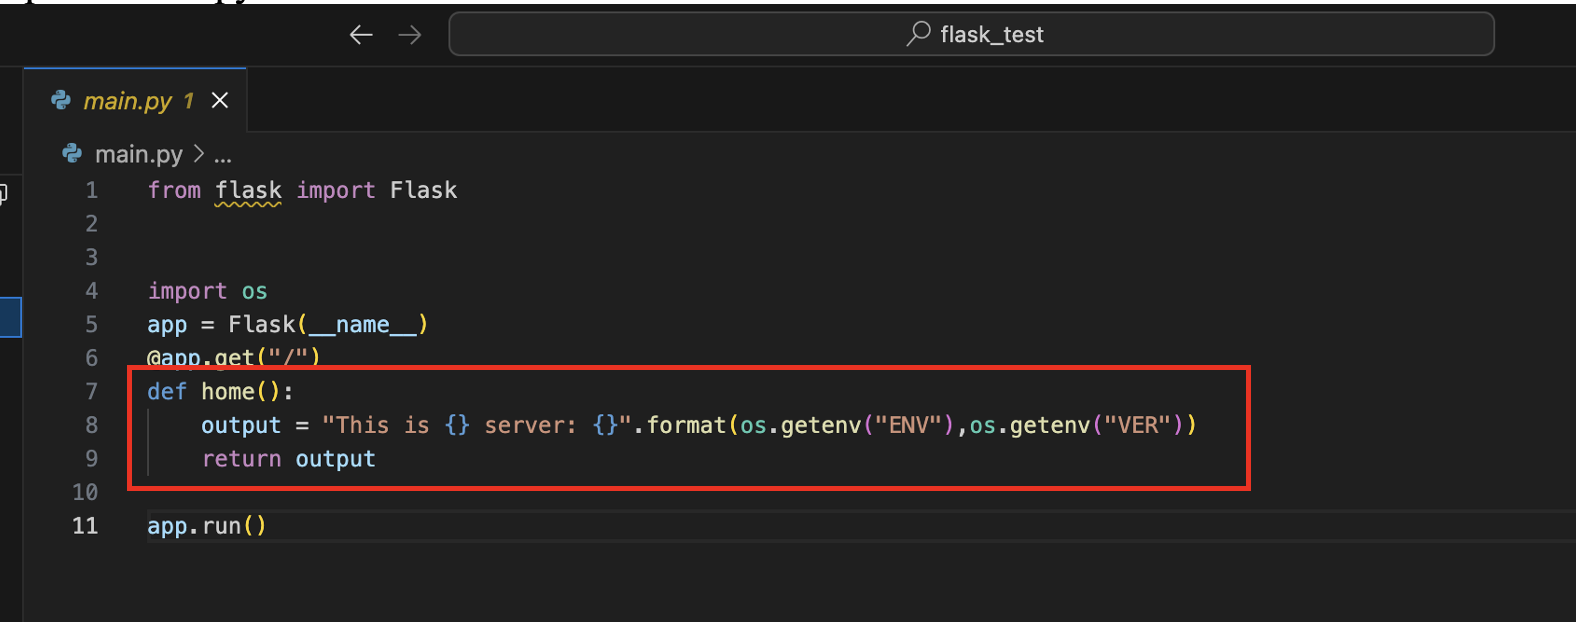 flask_test
main.py 1
main.py > ...
1 from flask import Flask
2
3
4 import os
5 app = Flask(__name__)
6 @app.get("/")
7 def home():
8 output = "This is {} server: {}".format(os.getenv("ENV"),os.getenv("VER"))
9 return output
10
11 app.run()